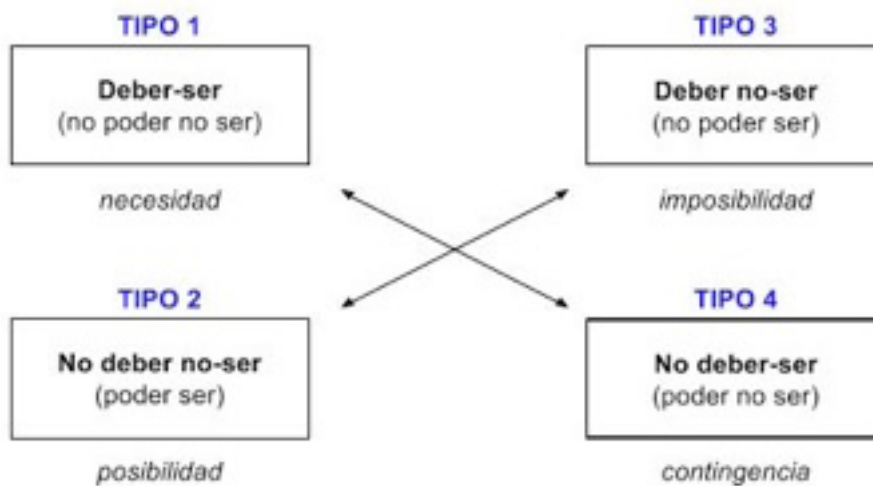 TIPO 1
Deber-ser
(no poder no ser)
necesidad
TIPO 3
Deber no-ser
(no poder ser)
imposibilidad
TIPO 2
No deber no-ser
(poder ser)
posibilidad
TIPO 4
No deber-ser
(poder no ser)
contingencia